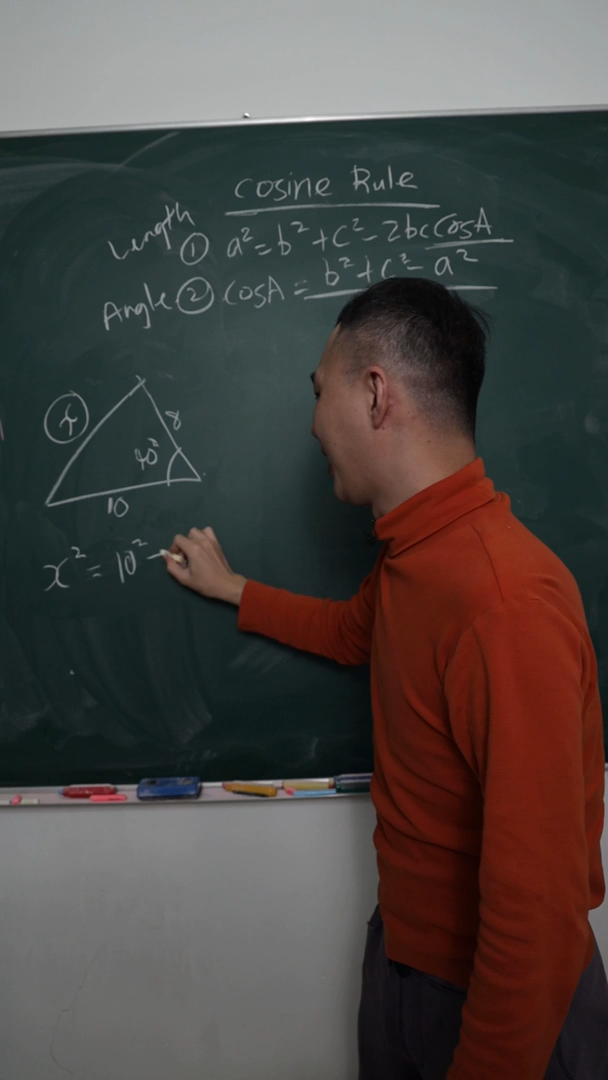 Cosine Rule
Length ① a² = b² + c² - 2bc cosA
Angle ② cosA = b² + c² - a²
x
8
40°
10
x² = 10² -